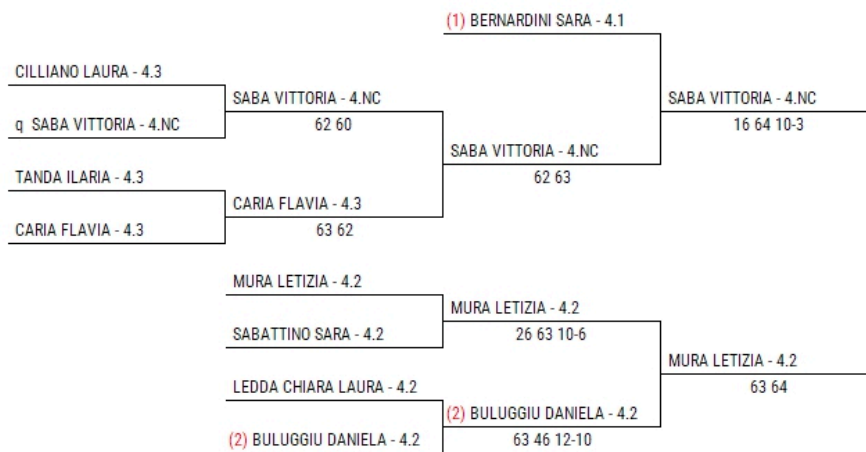 (1) BERNARDINI SARA - 4.1
CILLIANO LAURA - 4.3
SABA VITTORIA - 4.NC
SABA VITTORIA - 4.NC
q SABA VITTORIA - 4.NC
62 60
16 64 10-3
SABA VITTORIA - 4.NC
TANDA ILARIA - 4.3
62 63
CARIA FLAVIA - 4.3
CARIA FLAVIA - 4.3
63 62
MURA LETIZIA - 4.2
MURA LETIZIA - 4.2
SABATTINO SARA - 4.2
26 63 10-6
MURA LETIZIA - 4.2
LEDDA CHIARA LAURA - 4.2
63 64
(2) BULUGGIU DANIELA - 4.2
(2) BULUGGIU DANIELA - 4.2
63 46 12-10